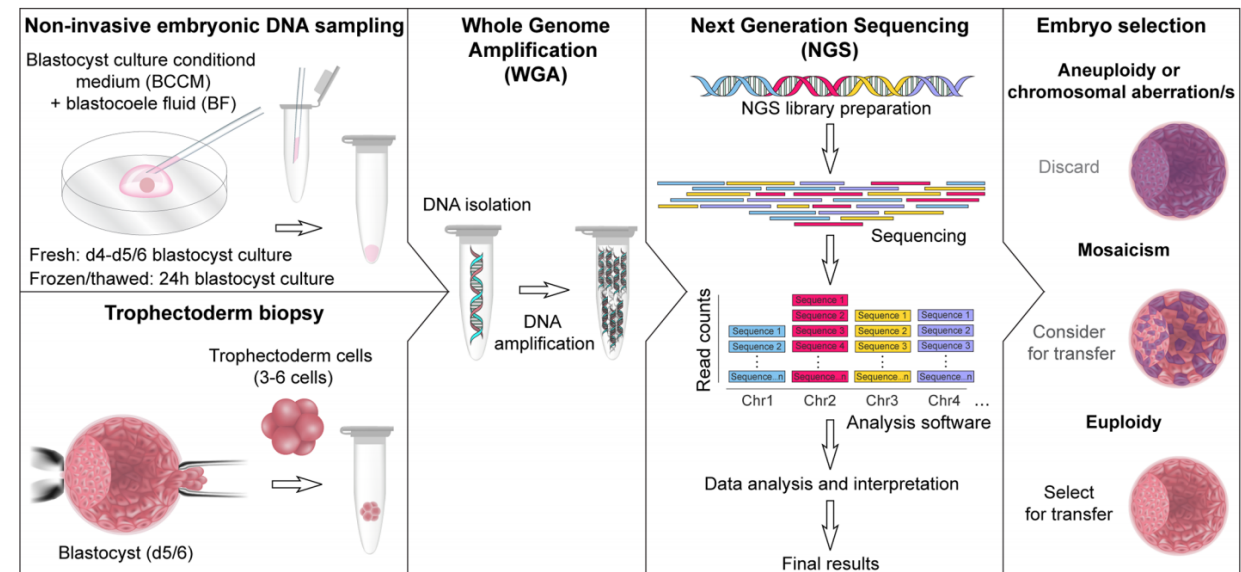 Non-invasive embryonic DNA sampling
Blastocyst culture conditiond
medium (BCCM)
+ blastocoele fluid (BF)
Fresh: d4-d5/6 blastocyst culture
Frozen/thawed: 24h blastocyst culture
Trophectoderm biopsy
Trophectoderm cells
(3-6 cells)
Blastocyst (d5/6)
Whole Genome
Amplification
(WGA)
DNA isolation
DNA
amplification
Next Generation Sequencing
(NGS)
NGS library preparation
Sequencing
Read counts
Sequence 1
Sequence 2
Sequence..n
Sequence 1
Sequence 2
Sequence 3
Sequence 4
Sequence..n
Sequence 1
Sequence 2
Sequence 3
Sequence..n
Sequence 1
Sequence 2
Sequence 3
Sequence..n
Chr1 Chr2 Chr3 Chr4 ...
Analysis software
Data analysis and interpretation
Final results
Embryo selection
Aneuploidy or
chromosomal aberration/s
Discard
Mosaicism
Consider
for transfer
Euploidy
Select
for transfer